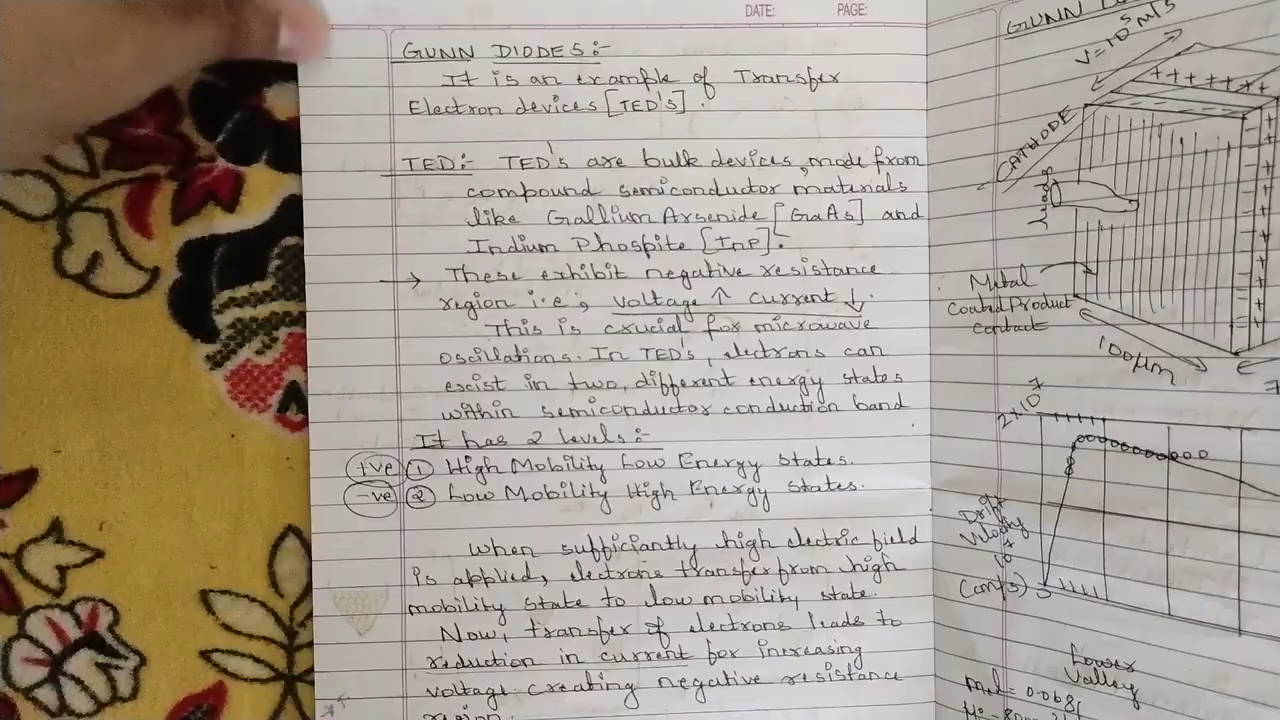 DATE: PAGE:
GUNN DIODES:-
It is an example of Transfer
Electron devices [TED'S].
TED:- TED's are bulk devices, made from
compound semiconductor materials
like Gallium Arsenide [GaAs] and
Indium Phospite [InP].
→ These exhibit negative resistance
region i.e, voltage ↑ current ↓.
This is crucial for microwave
oscillations. In TED's, electrons can
excist in two, different energy states
within semiconductor conduction band
It has 2 levels:-
+ve ① High Mobility Low Energy States.
-ve ② Low Mobility High Energy States.
When sufficiantly high electric field
is applied, electrons transfer from high
mobility state to low mobility state.
Now, transfer of electrons leads to
reduction in current for increasing
voltage creating negative resistance
region.
GUNN
V=10⁵ m/s
+ + + + + + +
CATHODE
Metal
Coated Product
Contact
100μm
2*10⁷
Drift
Velocity
(cm/s)
Lower
Valley